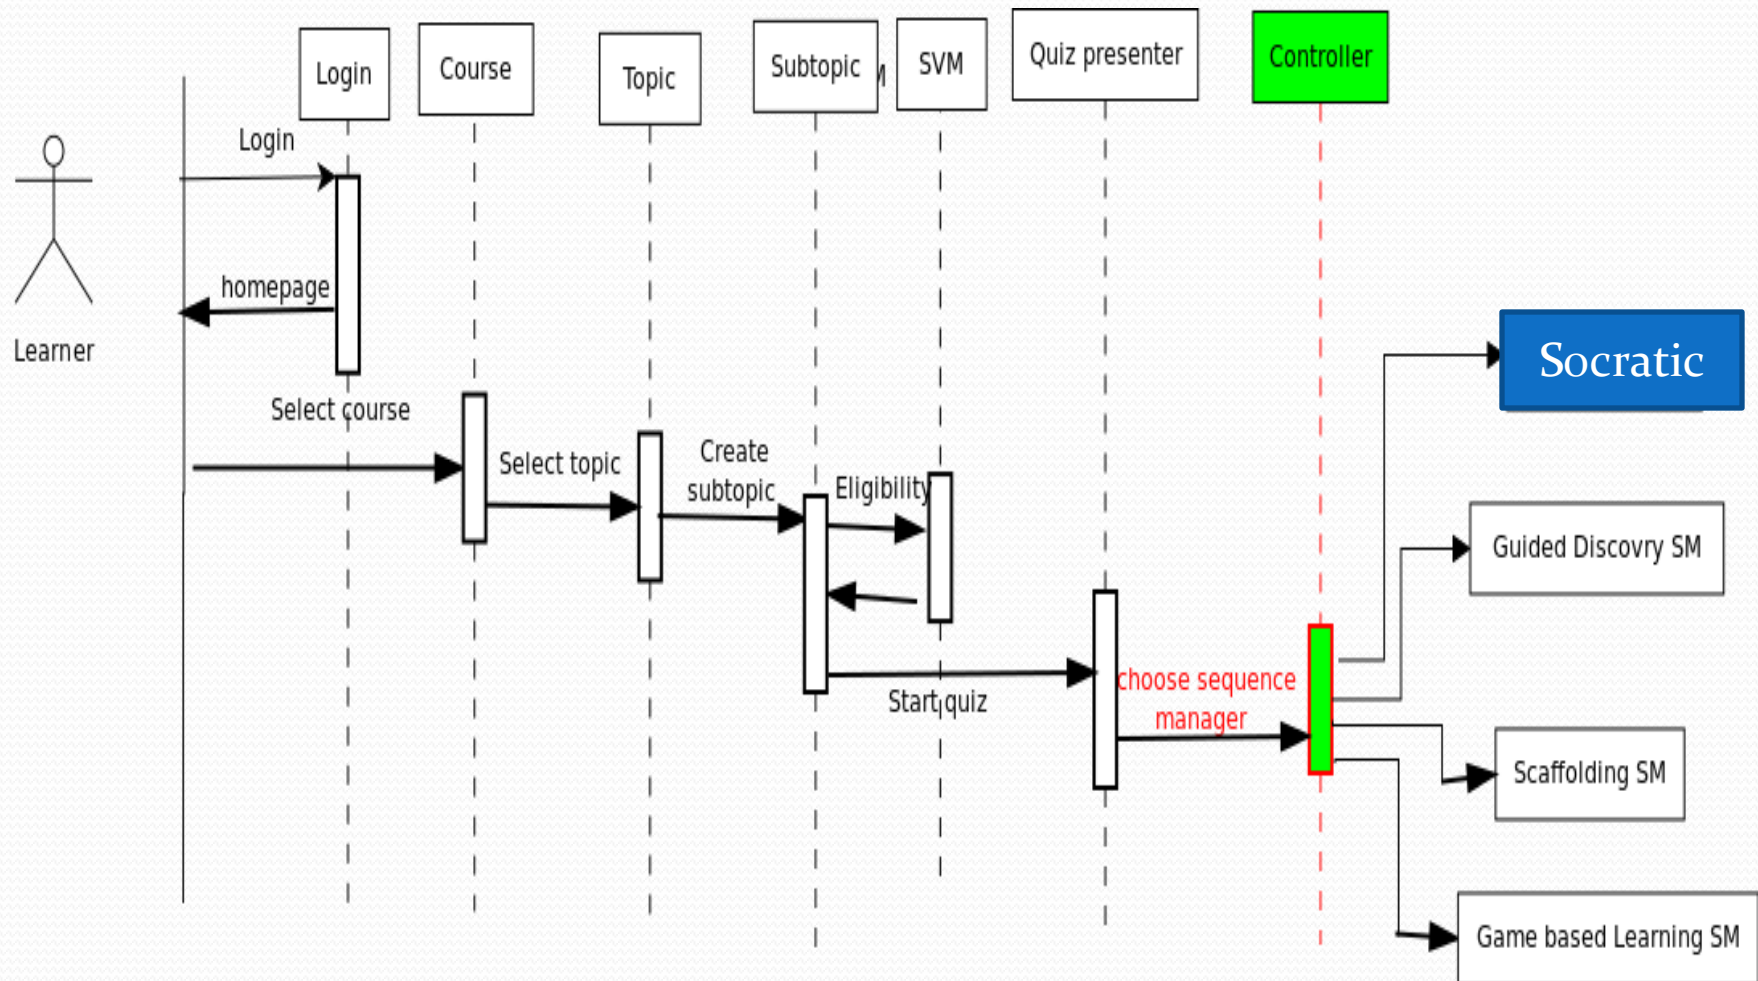 Login
Course
Topic
Subtopic
SVM
Quiz presenter
Controller
Login
homepage
Learner
Select course
Select topic
Create
subtopic
Eligibility
Start quiz
choose sequence
manager
Socratic
Guided Discovry SM
Scaffolding SM
Game based Learning SM